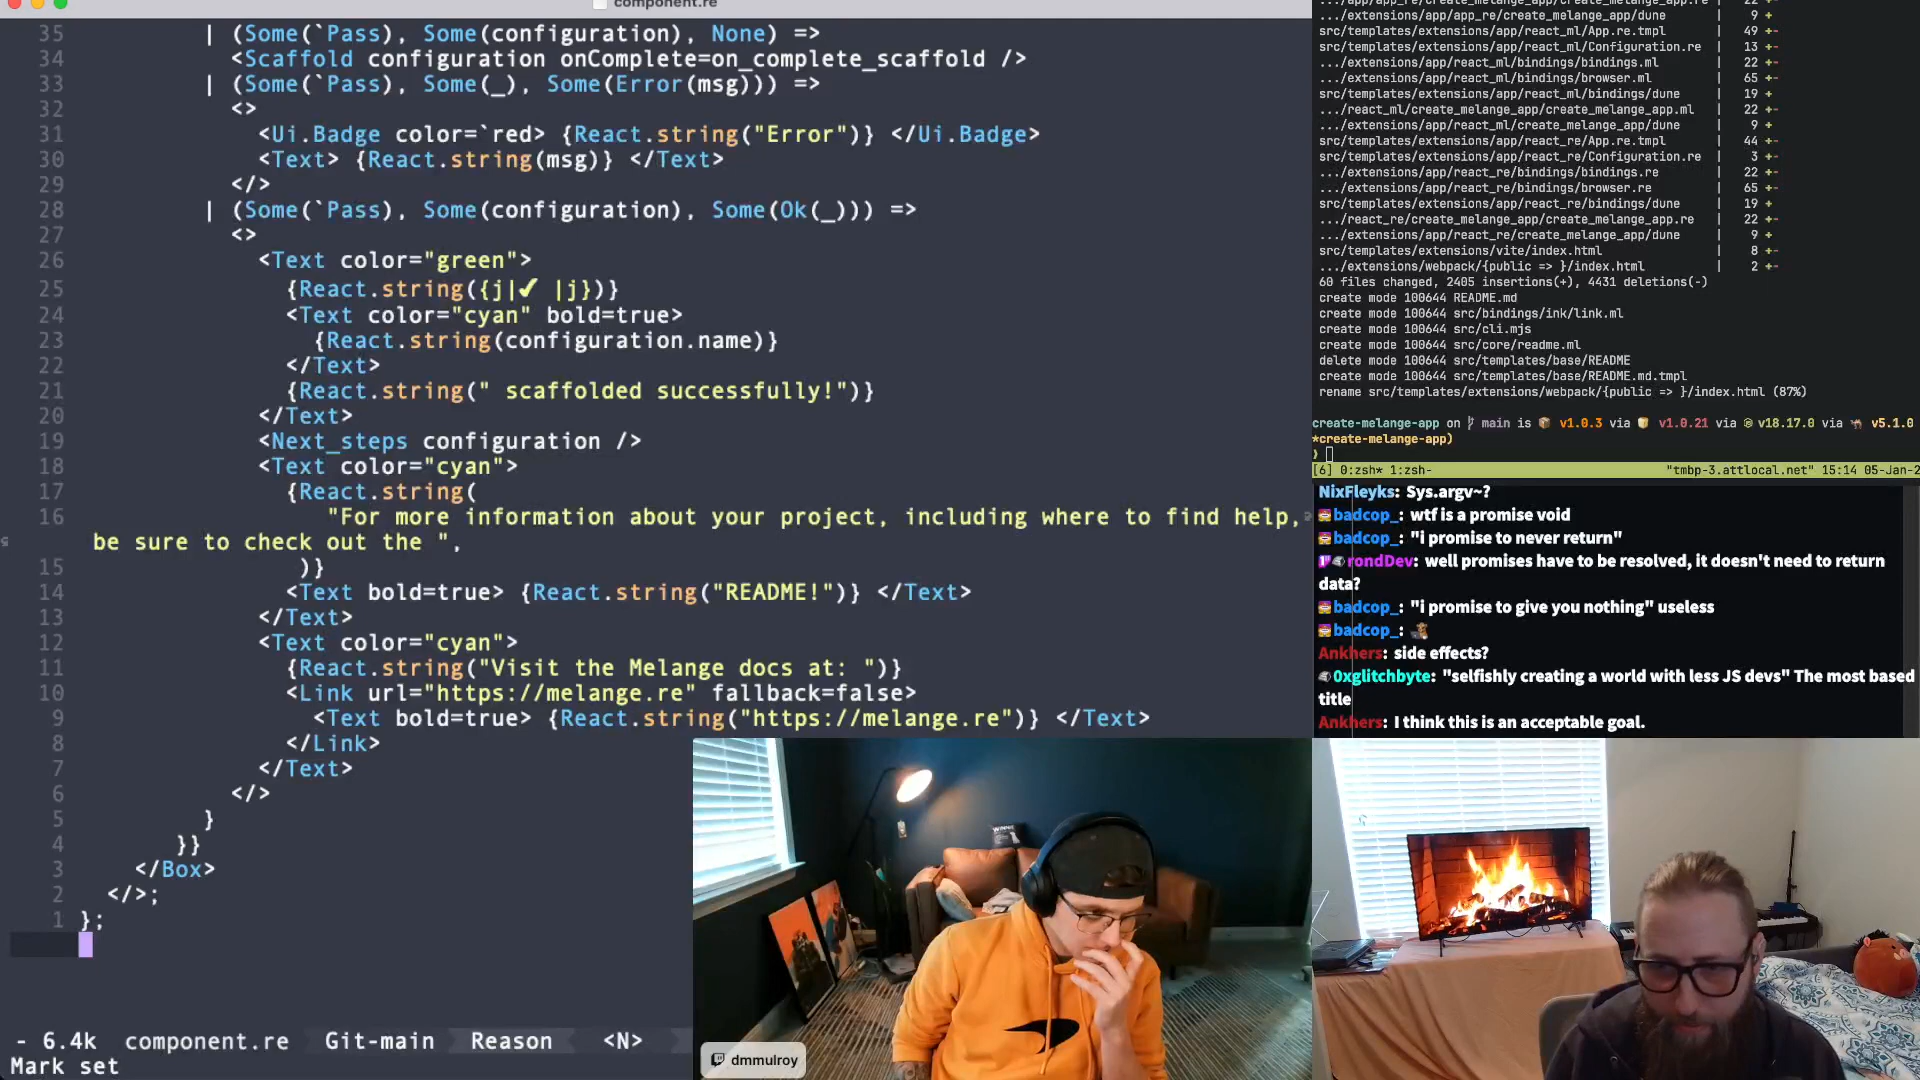 component.re
35 | (Some(`Pass), Some(configuration), None) =>
34 <Scaffold configuration onComplete=on_complete_scaffold />
33 | (Some(`Pass), Some(_), Some(Error(msg))) =>
32 <>
31 <Ui.Badge color=`red> {React.string("Error")} </Ui.Badge>
30 <Text> {React.string(msg)} </Text>
29 </>
28 | (Some(`Pass), Some(configuration), Some(Ok(_))) =>
27 <>
26 <Text color="green">
25 {React.string({j|✓ |j})}
24 <Text color="cyan" bold=true>
23 {React.string(configuration.name)}
22 </Text>
21 {React.string(" scaffolded successfully!")}
20 </Text>
19 <Next_steps configuration />
18 <Text color="cyan">
17 {React.string(
16 "For more information about your project, including where to find help,
be sure to check out the ",
15 )}
14 <Text bold=true> {React.string("README!")} </Text>
13 </Text>
12 <Text color="cyan">
11 {React.string("Visit the Melange docs at: ")}
10 <Link url="https://melange.re" fallback=false>
9 <Text bold=true> {React.string("https://melange.re")} </Text>
8 </Link>
7 </Text>
6 </>
5 }
4 }}
3 </Box>
2 </>;
1 };
- 6.4k component.re Git-main Reason <N>
Mark set
.../app/app_re/create_melange_app/create_melange_app.re | 22 +-
.../extensions/app/app_re/create_melange_app/dune | 9 +
src/templates/extensions/app/react_ml/App.re.tmpl | 49 +-
src/templates/extensions/app/react_ml/Configuration.re | 13 +-
src/templates/extensions/app/react_ml/bindings/bindings.ml | 22 +-
src/templates/extensions/app/react_ml/bindings/browser.ml | 65 +-
src/templates/extensions/app/react_ml/bindings/dune | 19 +
.../react_ml/create_melange_app/create_melange_app.ml | 22 +-
.../extensions/app/react_ml/create_melange_app/dune | 9 +
src/templates/extensions/app/react_re/App.re.tmpl | 44 +-
src/templates/extensions/app/react_re/Configuration.re | 3 +-
src/templates/extensions/app/react_re/bindings/bindings.re | 22 +-
src/templates/extensions/app/react_re/bindings/browser.re | 65 +-
src/templates/extensions/app/react_re/bindings/dune | 19 +
.../react_re/create_melange_app/create_melange_app.re | 22 +-
.../extensions/app/react_re/create_melange_app/dune | 9 +
src/templates/extensions/vite/index.html | 8 +-
.../extensions/webpack/{public => }/index.html | 2 +-
60 files changed, 2405 insertions(+), 4431 deletions(-)
create mode 100644 README.md
create mode 100644 src/bindings/ink/link.ml
create mode 100644 src/cli.mjs
create mode 100644 src/core/readme.ml
delete mode 100644 src/templates/base/README
create mode 100644 src/templates/base/README.md.tmpl
rename src/templates/extensions/webpack/{public => }/index.html (87%)
create-melange-app on main is v1.0.3 via v1.0.21 via v18.17.0 via v5.1.0
*create-melange-app)
)
[6] 0:zsh* 1:zsh- "tmbp-3.attlocal.net" 15:14 05-Jan-2
NixFleyks: Sys.argv~?
badcop_: wtf is a promise void
badcop_: "i promise to never return"
rondDev: well promises have to be resolved, it doesn't need to return
data?
badcop_: "i promise to give you nothing" useless
badcop_:
Ankhers: side effects?
0xglitchbyte: "selfishly creating a world with less JS devs" The most based
title
Ankhers: I think this is an acceptable goal.
dmmulroy